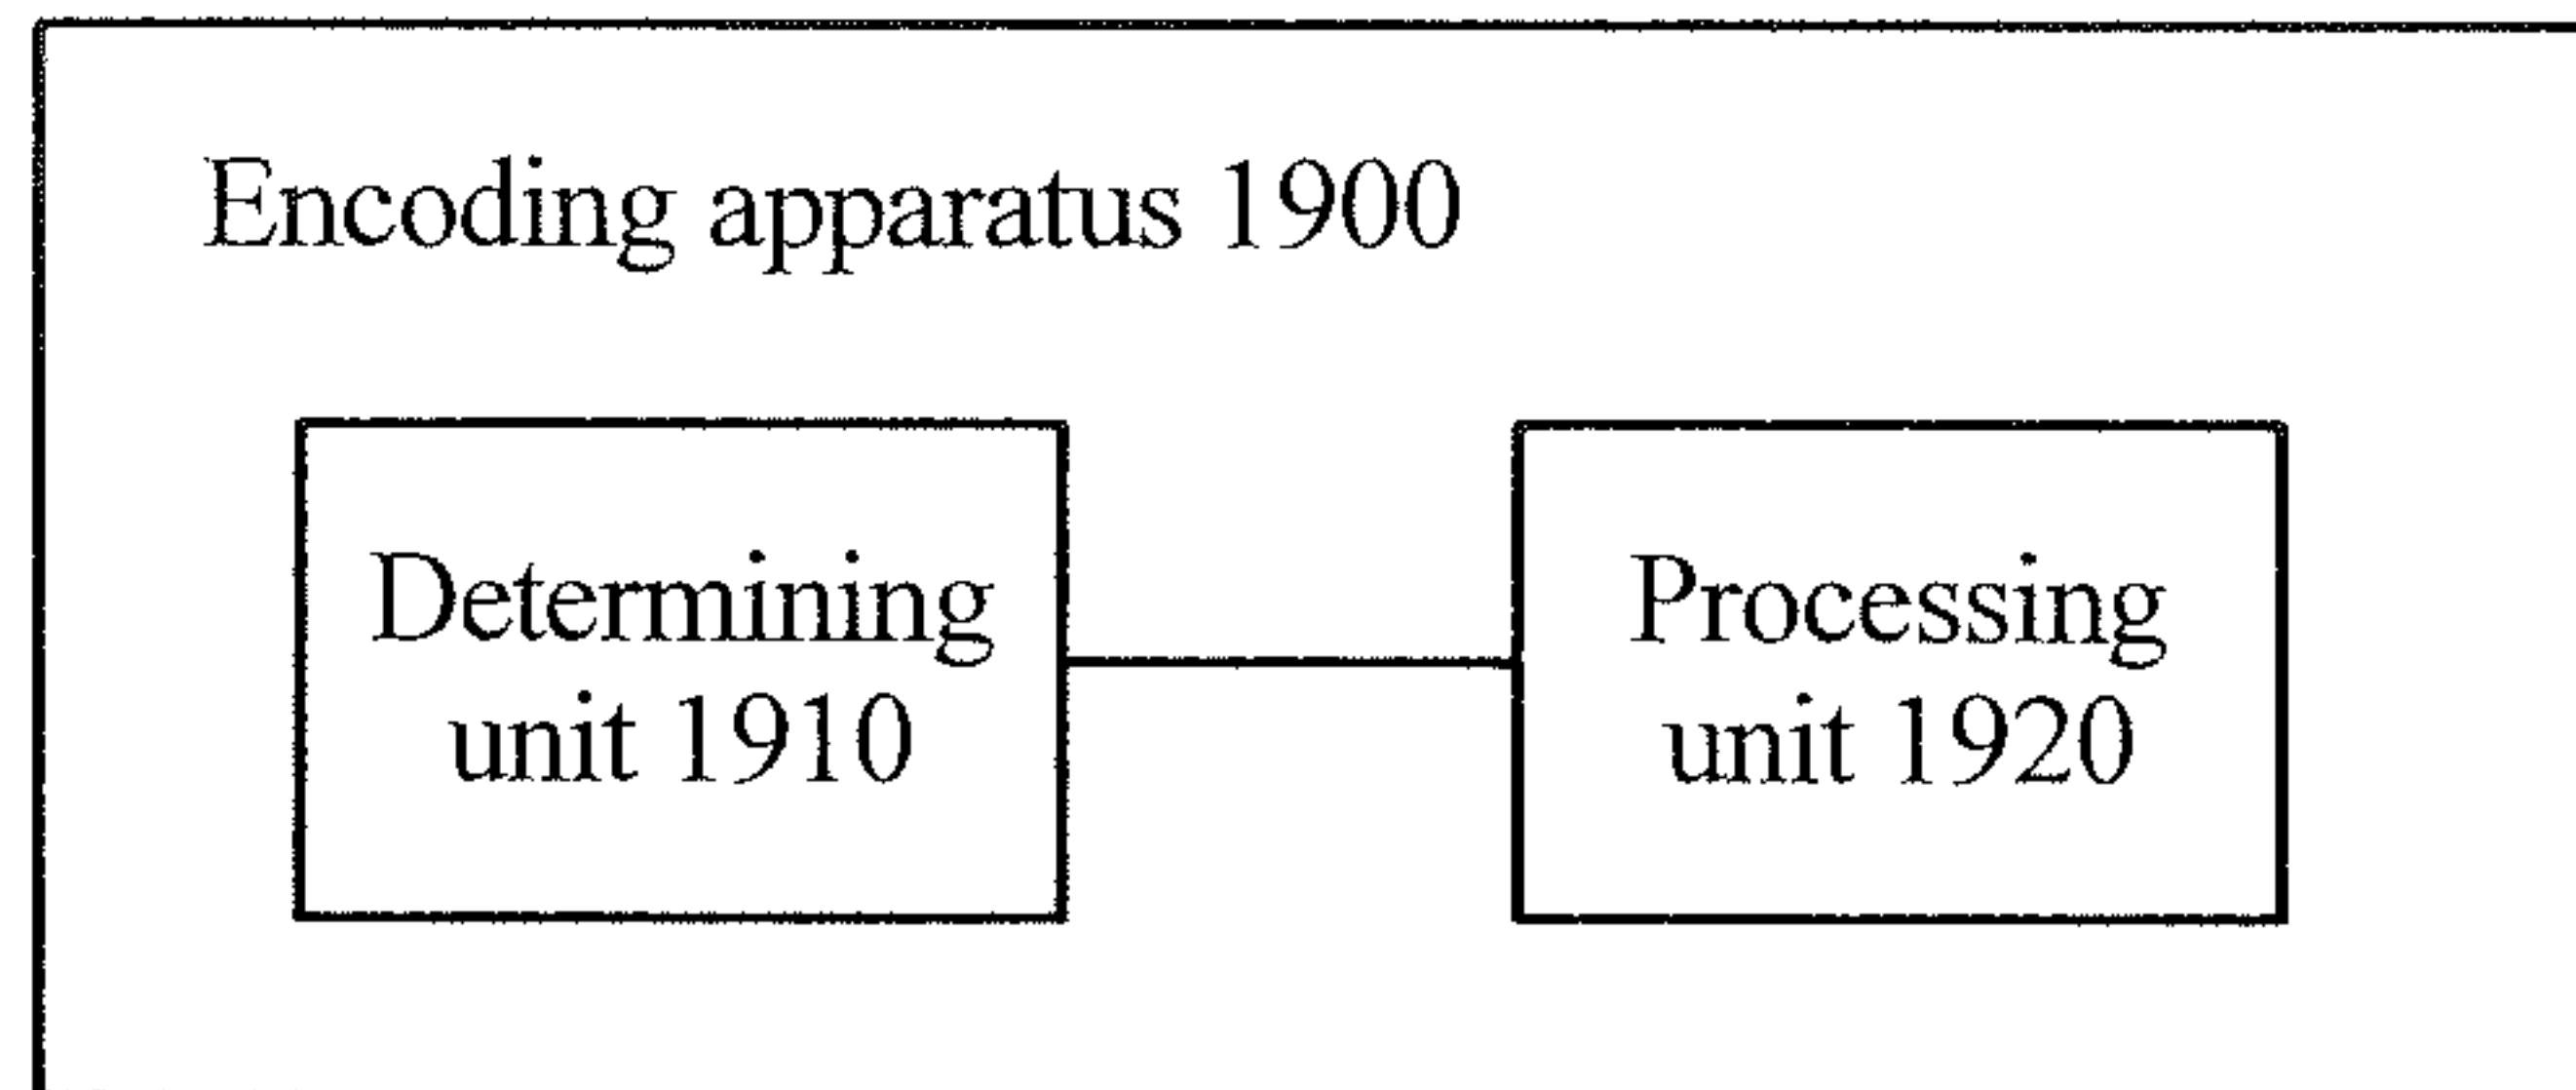 Encoding apparatus 1900
Determining
unit 1910
Processing
unit 1920